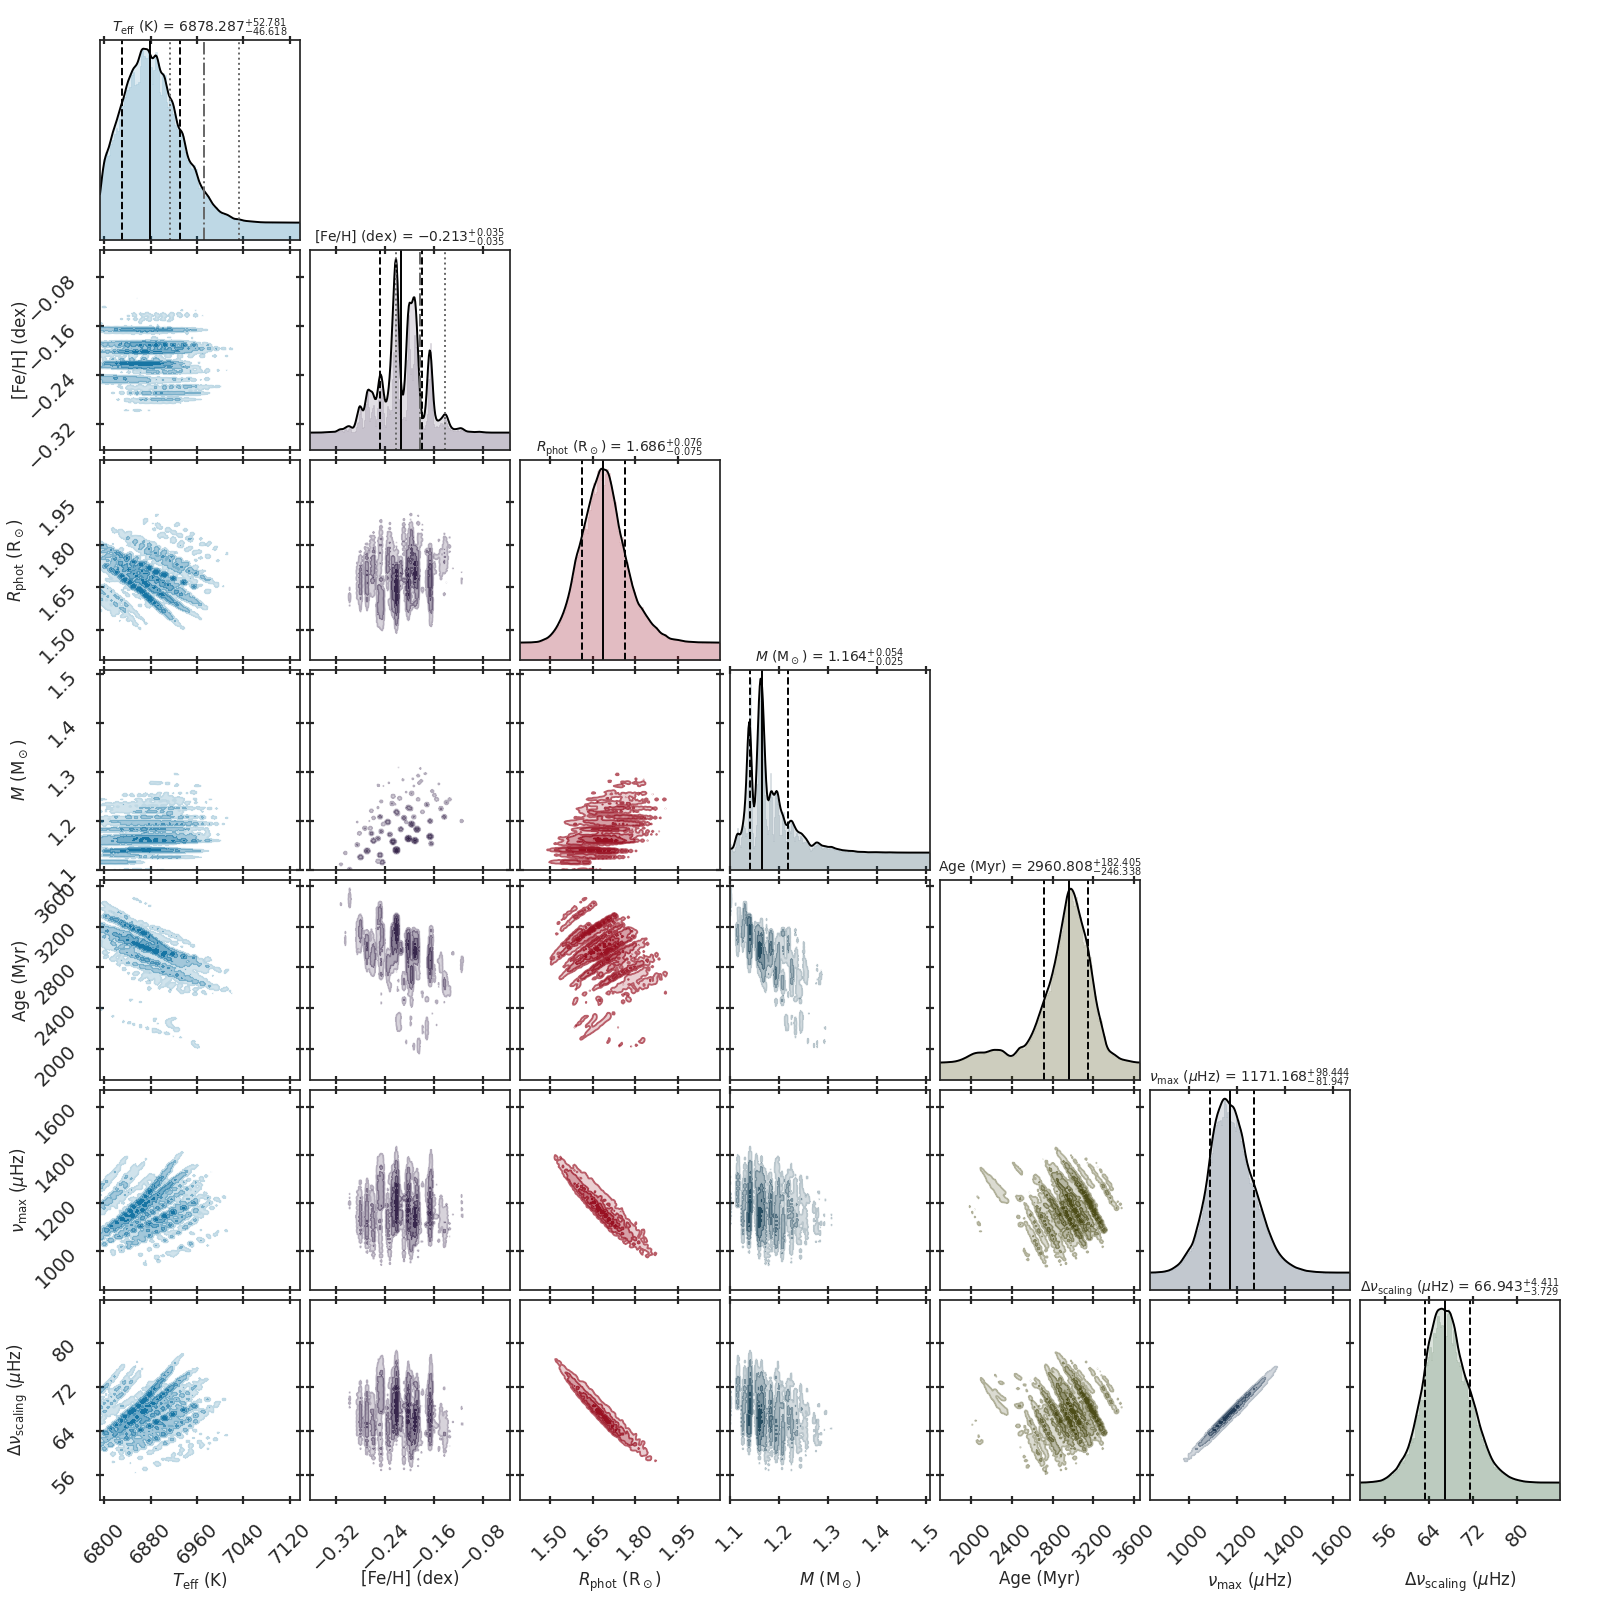 T_eff (K) = 6878.287 +52.781 −46.618
[Fe/H] (dex) = −0.213 +0.035 −0.035
−0.08
−0.16
−0.24
−0.32
[Fe/H] (dex)
R_phot (R_⊙) = 1.686 +0.076 −0.075
1.95
1.80
1.65
1.50
R_phot (R_⊙)
M (M_⊙) = 1.164 +0.054 −0.025
1.5
1.4
1.3
1.2
1.1
M (M_⊙)
Age (Myr) = 2960.808 +182.405 −246.338
3600
3200
2800
2400
2000
Age (Myr)
ν_max (μHz) = 1171.168 +98.444 −81.947
1600
1400
1200
1000
ν_max (μHz)
Δν_scaling (μHz) = 66.943 +4.411 −3.729
80
72
64
56
Δν_scaling (μHz)
6800 6880 6960 7040 7120 −0.32 −0.24 −0.16 −0.08 1.50 1.65 1.80 1.95 1.1 1.2 1.3 1.4 1.5 2000 2400 2800 3200 3600 1000 1200 1400 1600 56 64 72 80
T_eff (K) [Fe/H] (dex) R_phot (R_⊙) M (M_⊙) Age (Myr) ν_max (μHz) Δν_scaling (μHz)